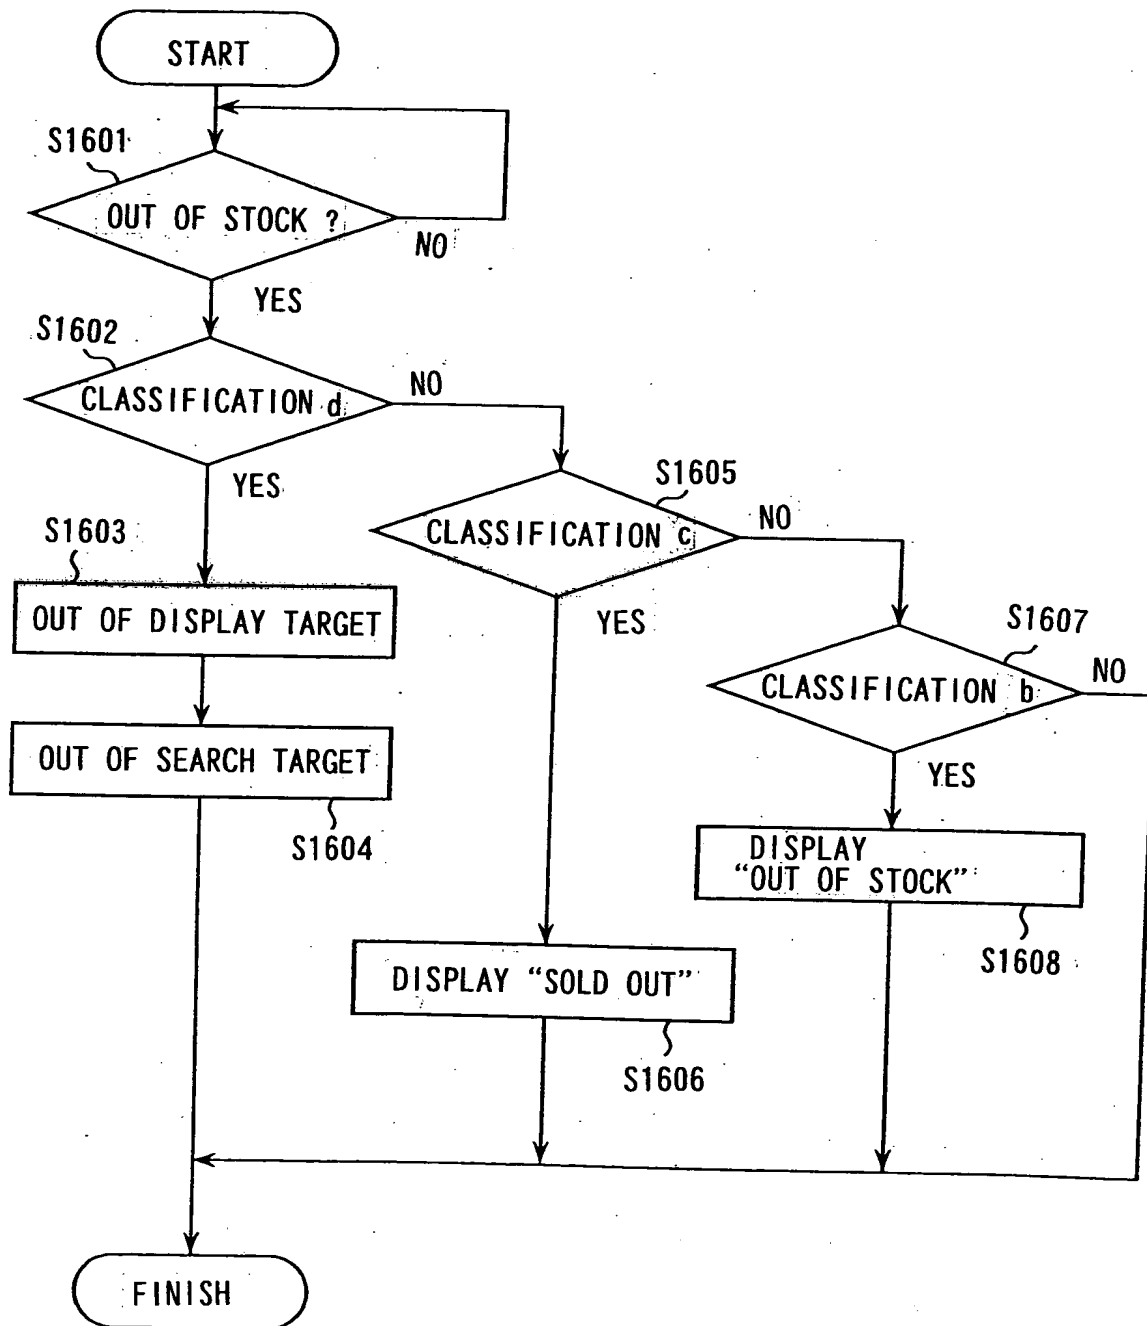 START
S1601
OUT OF STOCK ?
NO
YES
S1602
CLASSIFICATION d
NO
YES
S1603
OUT OF DISPLAY TARGET
OUT OF SEARCH TARGET
S1604
S1605
CLASSIFICATION c
NO
YES
DISPLAY “SOLD OUT”
S1606
S1607
CLASSIFICATION b
NO
YES
DISPLAY
“OUT OF STOCK”
S1608
FINISH